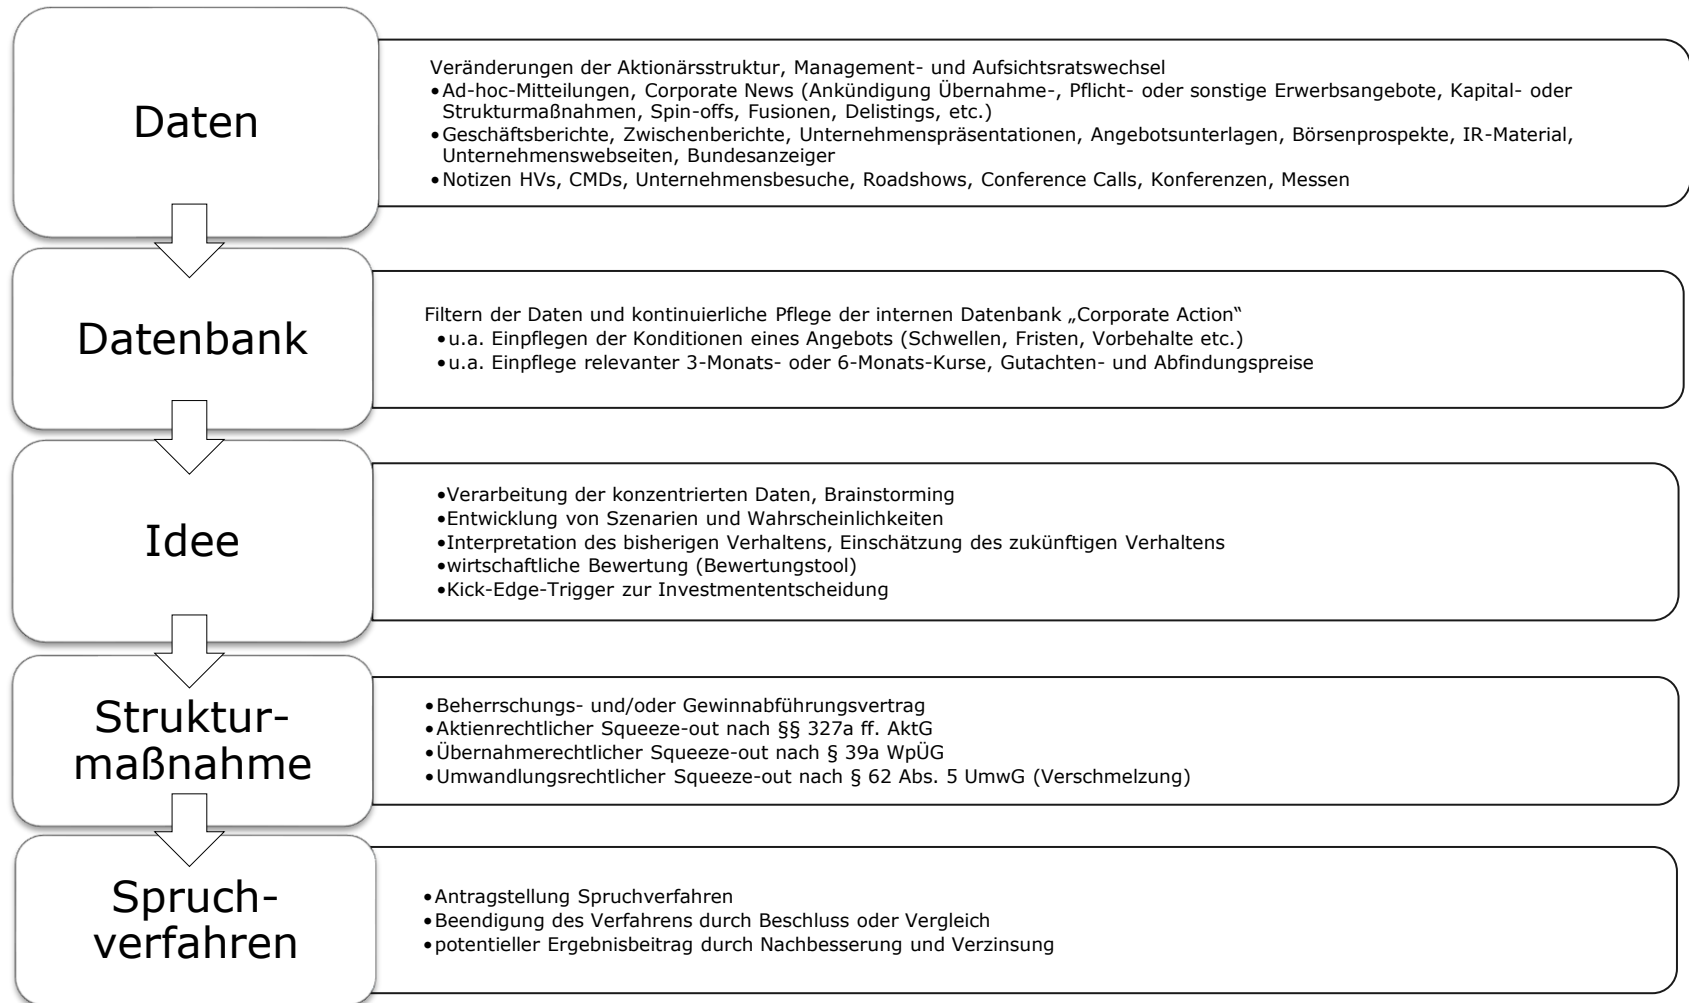 Daten
Veränderungen der Aktionärsstruktur, Management- und Aufsichtsratswechsel
•Ad-hoc-Mitteilungen, Corporate News (Ankündigung Übernahme-, Pflicht- oder sonstige Erwerbsangebote, Kapital- oder
Strukturmaßnahmen, Spin-offs, Fusionen, Delistings, etc.)
•Geschäftsberichte, Zwischenberichte, Unternehmenspräsentationen, Angebotsunterlagen, Börsenprospekte, IR-Material,
Unternehmenswebseiten, Bundesanzeiger
•Notizen HVs, CMDs, Unternehmensbesuche, Roadshows, Conference Calls, Konferenzen, Messen
Datenbank
Filtern der Daten und kontinuierliche Pflege der internen Datenbank „Corporate Action“
•u.a. Einpflegen der Konditionen eines Angebots (Schwellen, Fristen, Vorbehalte etc.)
•u.a. Einpflege relevanter 3-Monats- oder 6-Monats-Kurse, Gutachten- und Abfindungspreise
Idee
•Verarbeitung der konzentrierten Daten, Brainstorming
•Entwicklung von Szenarien und Wahrscheinlichkeiten
•Interpretation des bisherigen Verhaltens, Einschätzung des zukünftigen Verhaltens
•wirtschaftliche Bewertung (Bewertungstool)
•Kick-Edge-Trigger zur Investmententscheidung
Struktur-
maßnahme
•Beherrschungs- und/oder Gewinnabführungsvertrag
•Aktienrechtlicher Squeeze-out nach §§ 327a ff. AktG
•Übernahmerechtlicher Squeeze-out nach § 39a WpÜG
•Umwandlungsrechtlicher Squeeze-out nach § 62 Abs. 5 UmwG (Verschmelzung)
Spruch-
verfahren
•Antragstellung Spruchverfahren
•Beendigung des Verfahrens durch Beschluss oder Vergleich
•potentieller Ergebnisbeitrag durch Nachbesserung und Verzinsung